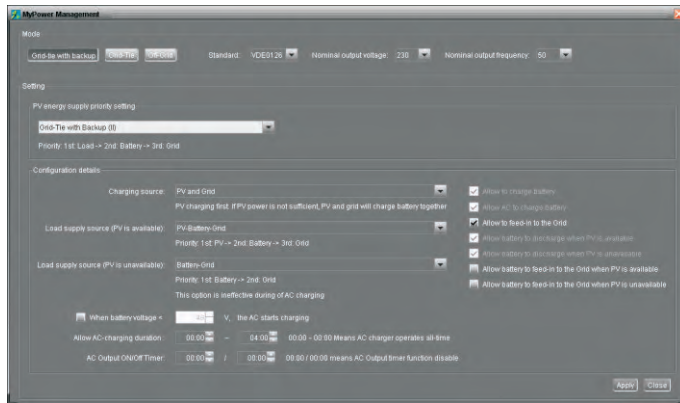 MyPower Management
Mode
Grid-tie with backup Grid-Tie Off-Grid Standard: VDE0126 Nominal output voltage: 230 Nominal output frequency: 50
Setting
PV energy supply priority setting
Grid-Tie with Backup (II)
Priority: 1st: Load -> 2nd: Battery -> 3rd: Grid
Configuration details:
Charging source: PV and Grid
PV charging first. If PV power is not sufficient, PV and grid will charge battery together
Load supply source (PV is available): PV-Battery-Grid
Priority: 1st: PV-> 2nd: Battery-> 3rd: Grid
Load supply source (PV is unavailable): Battery-Grid
Priority: 1st: Battery-> 2nd: Grid
This option is ineffective during of AC charging
Allow to charge battery
Allow AC to charge battery
Allow to feed-in to the Grid
Allow battery to discharge when PV is available
Allow battery to discharge when PV is unavailable
Allow battery to feed-in to the Grid when PV is available
Allow battery to feed-in to the Grid when PV is unavailable
When battery voltage < V, the AC starts charging
Allow AC-charging duration: 00:00 – 04:00 00:00 - 00:00 Means AC charger operates all-time
AC Output ON/Off Timer: 00:00 / 00:00 00:00 / 00:00 means AC Output timer function disable
Apply Close